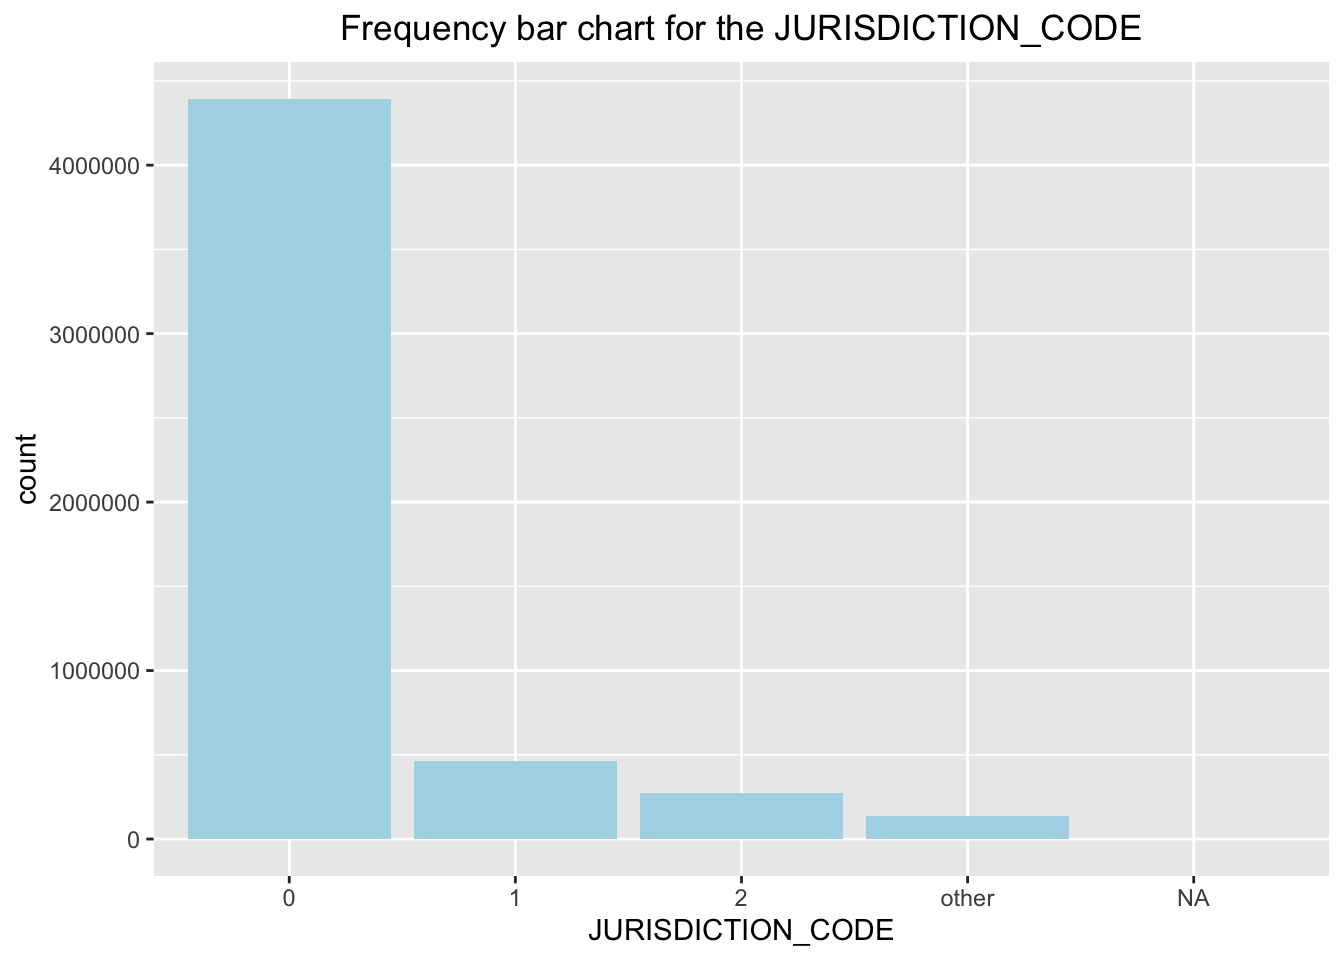 Frequency bar chart for the JURISDICTION_CODE
count
4000000
3000000
2000000
1000000
0
0 1 2 other NA
JURISDICTION_CODE